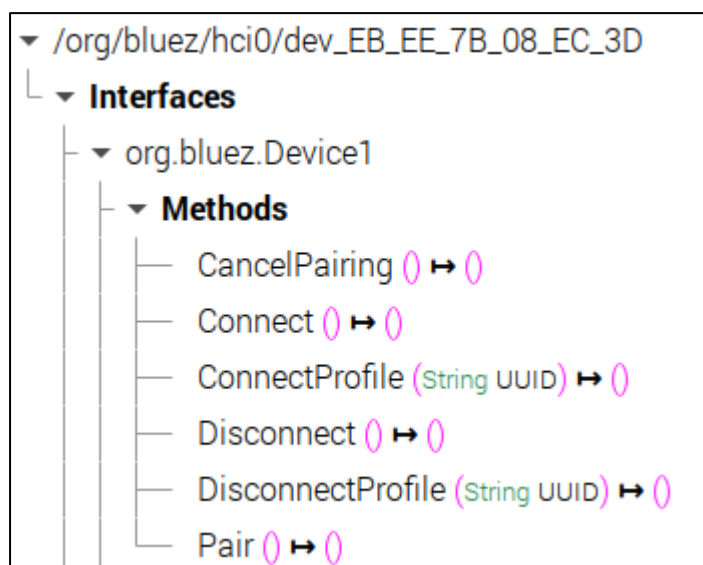 /org/bluez/hci0/dev_EB_EE_7B_08_EC_3D
Interfaces
org.bluez.Device1
Methods
CancelPairing () ↦ ()
Connect () ↦ ()
ConnectProfile (String UUID) ↦ ()
Disconnect () ↦ ()
DisconnectProfile (String UUID) ↦ ()
Pair () ↦ ()